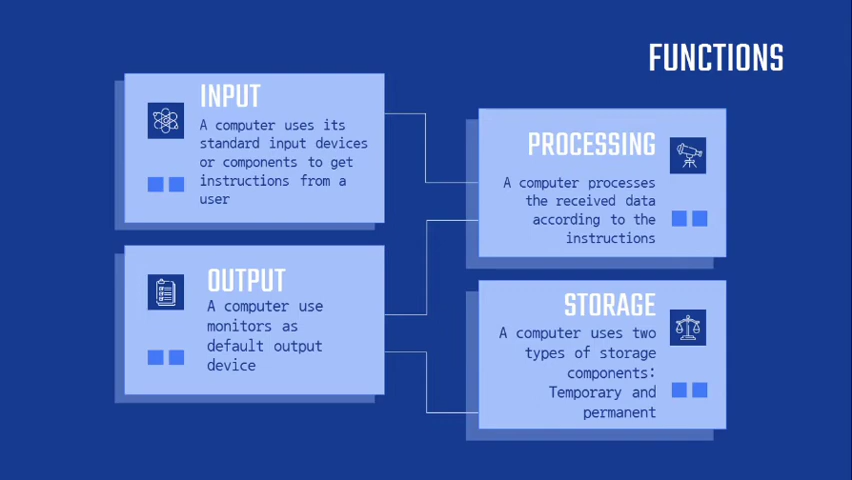 FUNCTIONS
INPUT
A computer uses its
standard input devices
or components to get
instructions from a
user
PROCESSING
A computer processes
the received data
according to the
instructions
OUTPUT
A computer use
monitors as
default output
device
STORAGE
A computer uses two
types of storage
components:
Temporary and
permanent